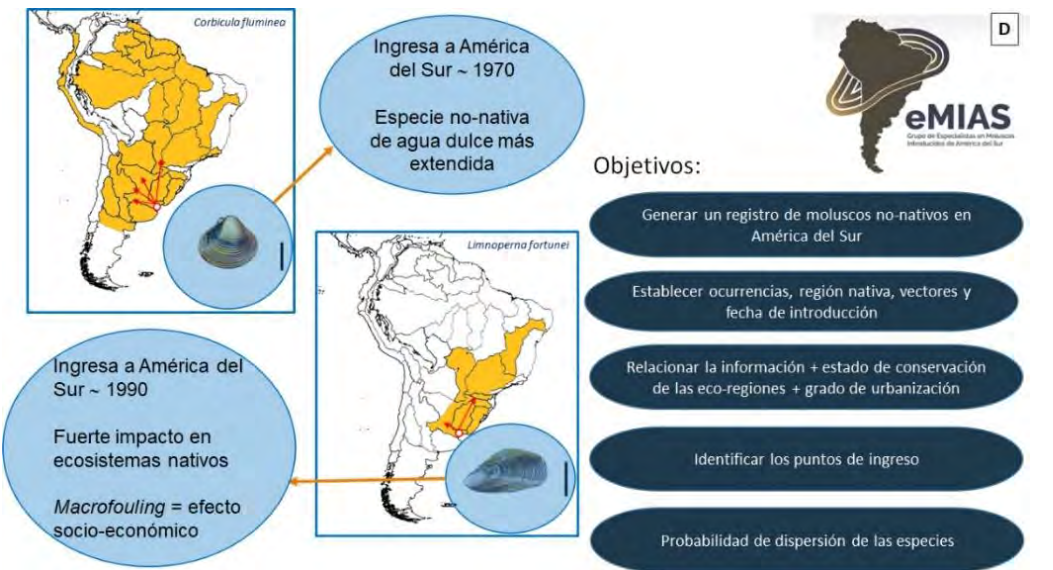 Corbicula fluminea
Ingresa a América
del Sur ~ 1970
Especie no-nativa
de agua dulce más
extendida
Limnoperna fortunei
Ingresa a América del
Sur ~ 1990
Fuerte impacto en
ecosistemas nativos
Macrofouling = efecto
socio-económico
D
eMIAS
Grupo de Especialistas en Moluscos
Introducidos de América del Sur
Objetivos:
Generar un registro de moluscos no-nativos en
América del Sur
Establecer ocurrencias, región nativa, vectores y
fecha de introducción
Relacionar la información + estado de conservación
de las eco-regiones + grado de urbanización
Identificar los puntos de ingreso
Probabilidad de dispersión de las especies